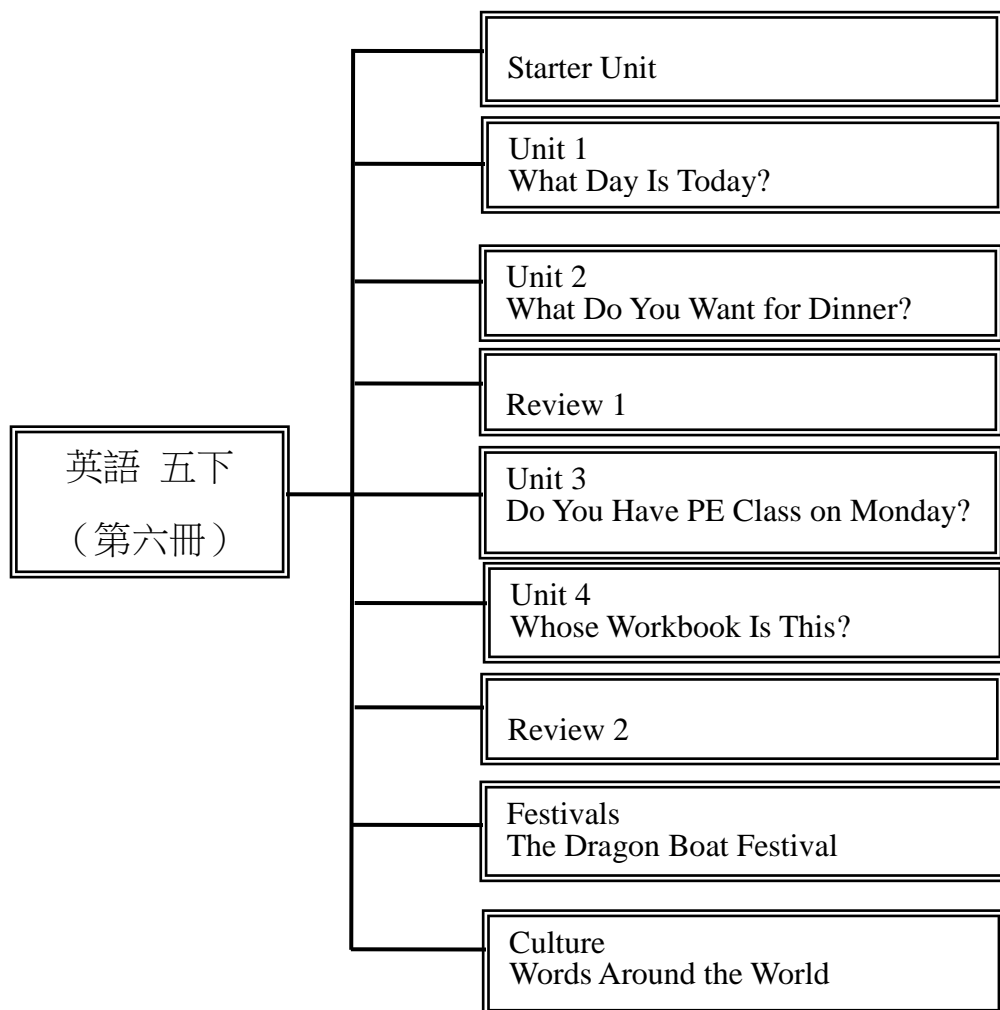 Starter Unit
Unit 1
What Day Is Today?
Unit 2
What Do You Want for Dinner?
Review 1
英語 五下
（第六冊）
Unit 3
Do You Have PE Class on Monday?
Unit 4
Whose Workbook Is This?
Review 2
Festivals
The Dragon Boat Festival
Culture
Words Around the World